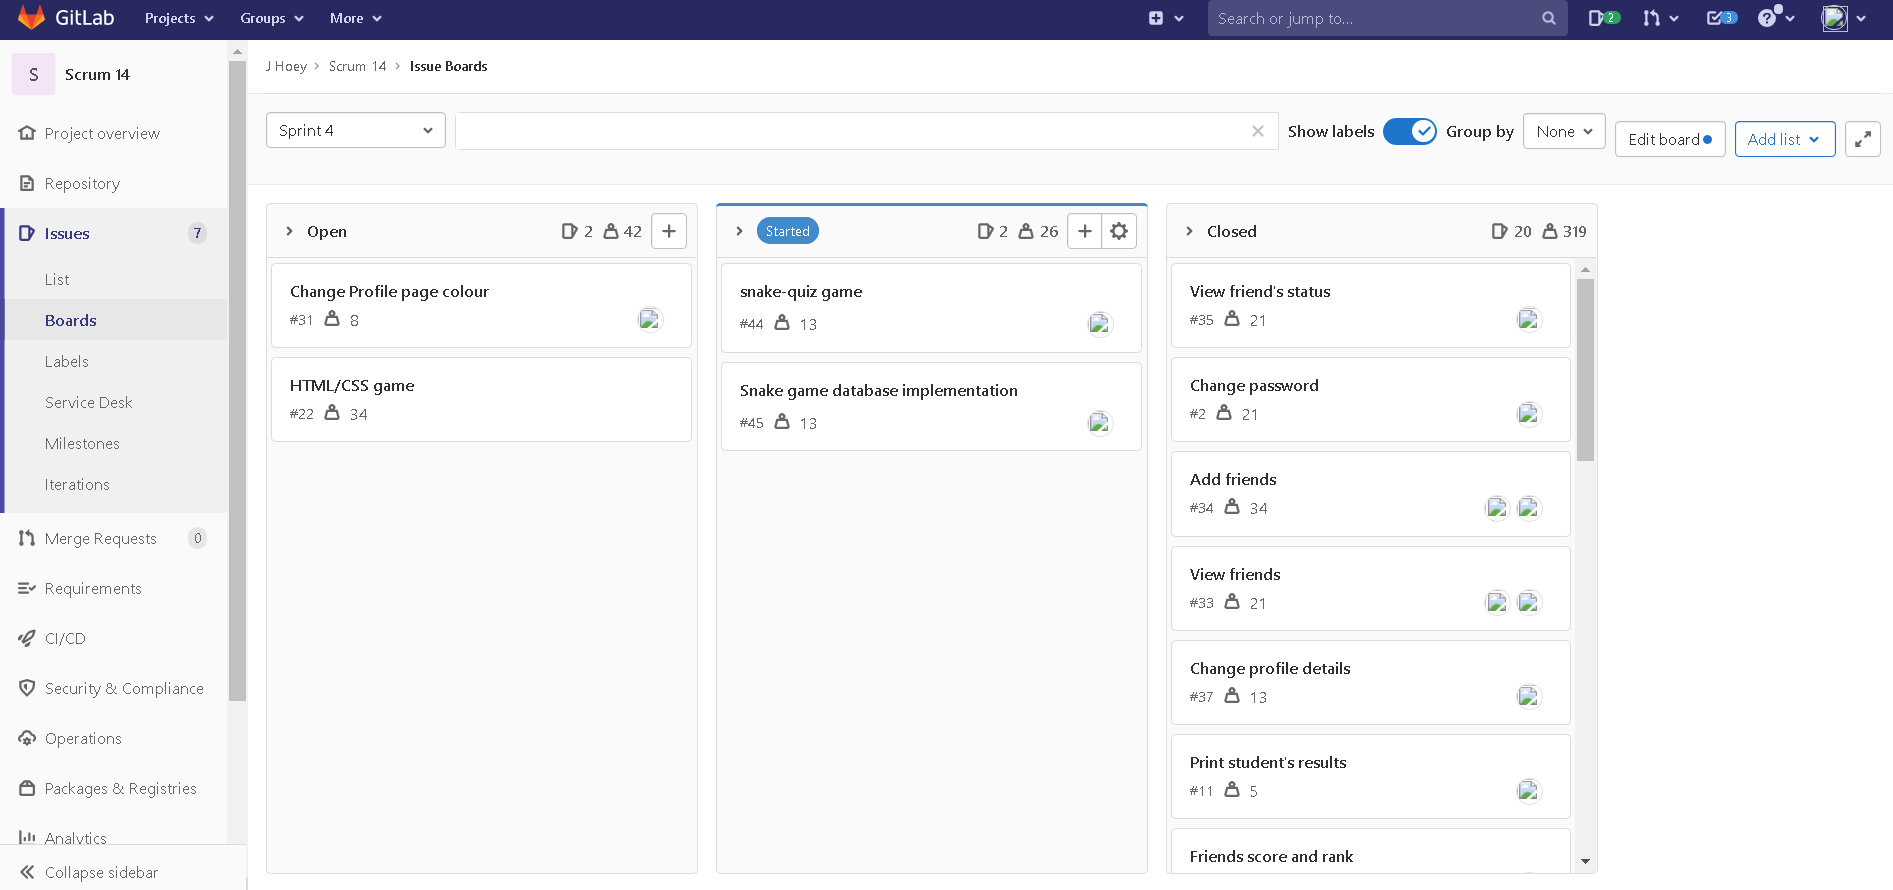 GitLab Projects Groups More Search or jump to... 2 3
S Scrum 14
Project overview
Repository
Issues 7
List
Boards
Labels
Service Desk
Milestones
Iterations
Merge Requests 0
Requirements
CI/CD
Security & Compliance
Operations
Packages & Registries
Analytics
Collapse sidebar
J Hoey > Scrum 14 > Issue Boards
Sprint 4 Show labels Group by None Edit board Add list
Open 2 42
Change Profile page colour
#31 8
HTML/CSS game
#22 34
Started 2 26
snake-quiz game
#44 13
Snake game database implementation
#45 13
Closed 20 319
View friend's status
#35 21
Change password
#2 21
Add friends
#34 34
View friends
#33 21
Change profile details
#37 13
Print student's results
#11 5
Friends score and rank